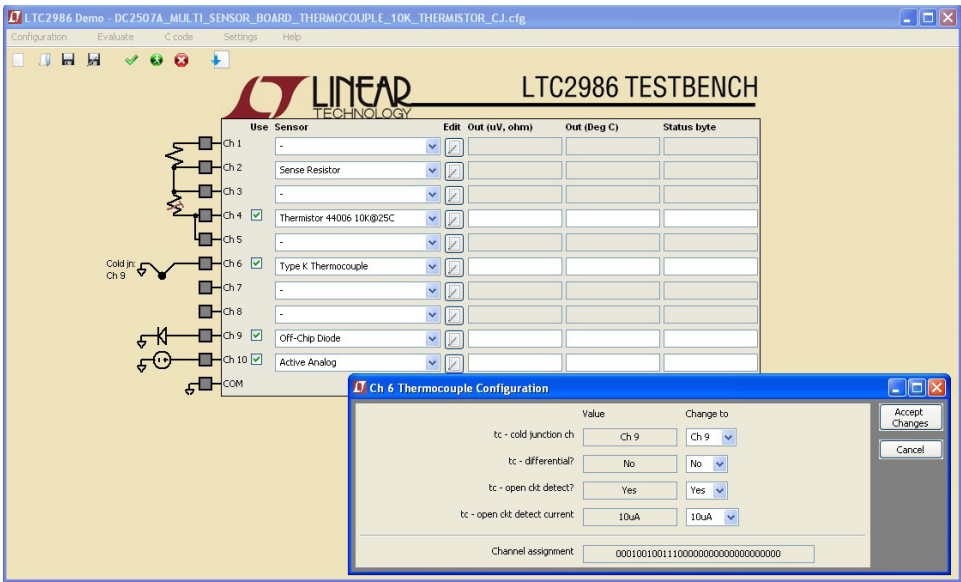 LTC2986 Demo - DC2507A_MULTI_SENSOR_BOARD_THERMOCOUPLE_10K_THERMISTOR_CJ.cfg
Configuration Evaluate C code Settings Help
LINEAR TECHNOLOGY
LTC2986 TESTBENCH
Use Sensor Edit Out (uV, ohm) Out (Deg C) Status byte
Ch 1 -
Ch 2 Sense Resistor
Ch 3 -
Ch 4 Thermistor 44006 10K@25C
Ch 5 -
Cold jn: Ch 9
Ch 6 Type K Thermocouple
Ch 7 -
Ch 8 -
Ch 9 Off-Chip Diode
Ch 10 Active Analog
COM
Ch 6 Thermocouple Configuration
Value Change to
tc - cold junction ch Ch 9 Ch 9
tc - differential? No No
tc - open ckt detect? Yes Yes
tc - open ckt detect current 10uA 10uA
Accept Changes
Cancel
Channel assignment